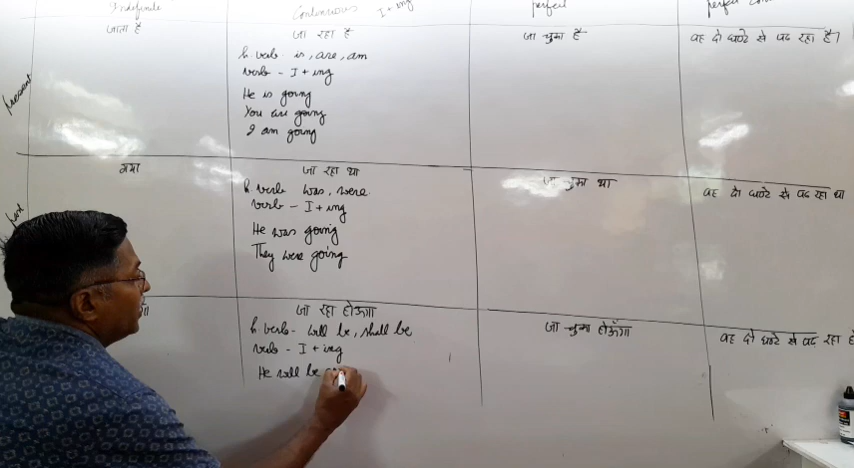 Indefinite
Continuous I + ing
perfect
perfect
present
जाता है
जा रहा है
h verb - is, are, am
verb - I + ing
He is going
You are going
I am going
जा चुका है
वह दो घण्टे से पढ रहा है।
past
गया
जा रहा था
h verb was, were.
verb - I + ing
He was going
They were going
जा चुका था
वह दो घण्टे से पढ रहा था
जा रहा होऊँगा
h verb - will be, shall be
verb - I + ing
He will be
जा चुका होऊँगा
वह दो घण्टे से पढ रहा